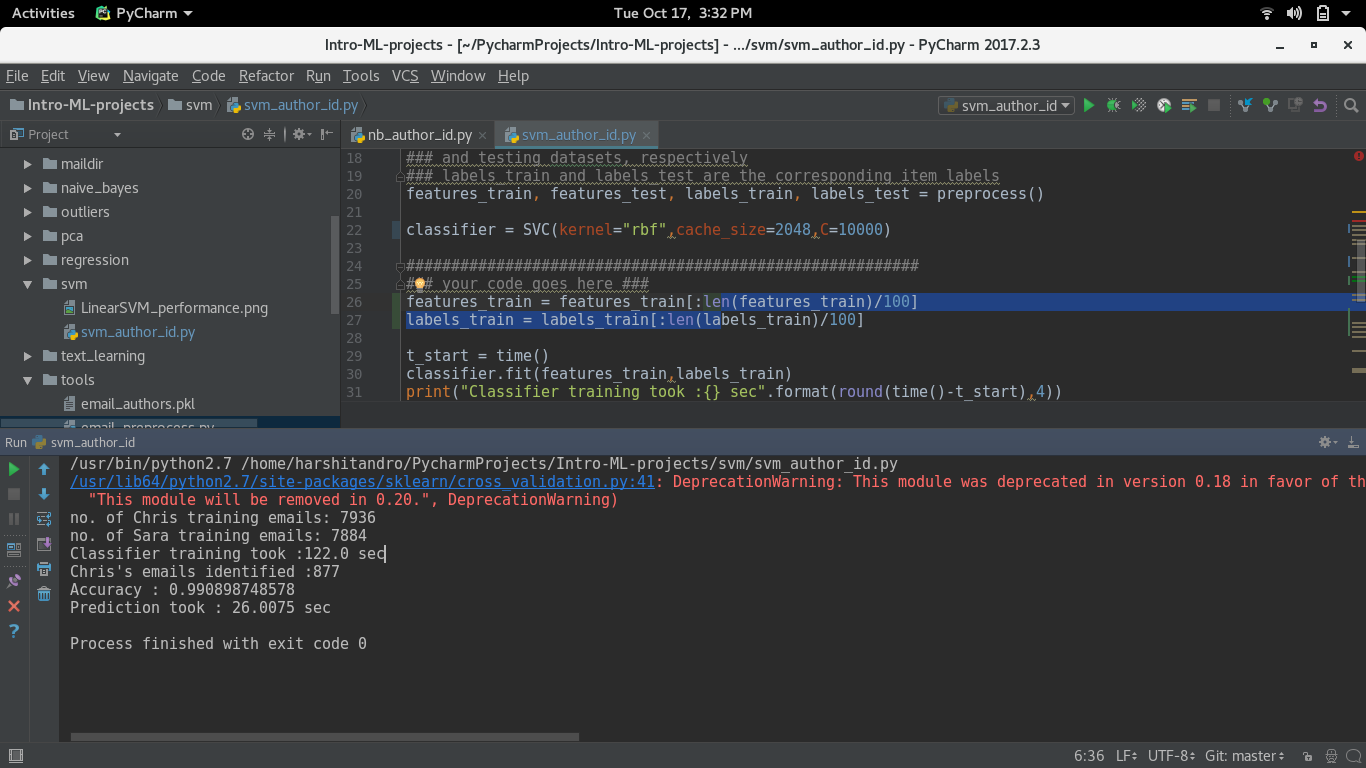 Activities PyCharm Tue Oct 17, 3:32 PM
Intro-ML-projects - [~/PycharmProjects/Intro-ML-projects] - .../svm/svm_author_id.py - PyCharm 2017.2.3
File Edit View Navigate Code Refactor Run Tools VCS Window Help
Intro-ML-projects svm svm_author_id.py svm_author_id
Project
maildir
naive_bayes
outliers
pca
regression
svm
LinearSVM_performance.png
svm_author_id.py
text_learning
tools
email_authors.pkl
email_preprocess.py
nb_author_id.py svm_author_id.py
18 ### and testing datasets, respectively
19 ### labels_train and labels_test are the corresponding item labels
20 features_train, features_test, labels_train, labels_test = preprocess()
21
22 classifier = SVC(kernel="rbf",cache_size=2048,C=10000)
23
24 #########################################################
25 ### your code goes here ###
26 features_train = features_train[:len(features_train)/100]
27 labels_train = labels_train[:len(labels_train)/100]
28
29 t_start = time()
30 classifier.fit(features_train,labels_train)
31 print("Classifier training took :{} sec".format(round(time()-t_start),4))
Run svm_author_id
/usr/bin/python2.7 /home/harshitandro/PycharmProjects/Intro-ML-projects/svm/svm_author_id.py
/usr/lib64/python2.7/site-packages/sklearn/cross_validation.py:41: DeprecationWarning: This module was deprecated in version 0.18 in favor of th
"This module will be removed in 0.20.", DeprecationWarning)
no. of Chris training emails: 7936
no. of Sara training emails: 7884
Classifier training took :122.0 sec
Chris's emails identified :877
Accuracy : 0.990898748578
Prediction took : 26.0075 sec
Process finished with exit code 0
6:36 LF UTF-8 Git: master